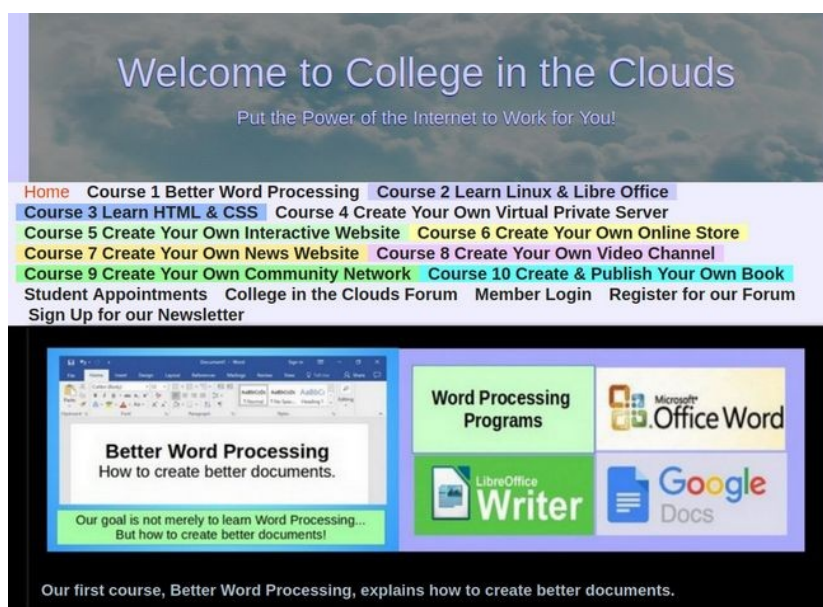 Welcome to College in the Clouds
Put the Power of the Internet to Work for You!
Home Course 1 Better Word Processing Course 2 Learn Linux & Libre Office
Course 3 Learn HTML & CSS Course 4 Create Your Own Virtual Private Server
Course 5 Create Your Own Interactive Website Course 6 Create Your Own Online Store
Course 7 Create Your Own News Website Course 8 Create Your Own Video Channel
Course 9 Create Your Own Community Network Course 10 Create & Publish Your Own Book
Student Appointments College in the Clouds Forum Member Login Register for our Forum
Sign Up for our Newsletter
Better Word Processing
How to create better documents.
Our goal is not merely to learn Word Processing...
But how to create better documents!
Word Processing
Programs
Microsoft
Office Word
LibreOffice
Writer
Google
Docs
Our first course, Better Word Processing, explains how to create better documents.